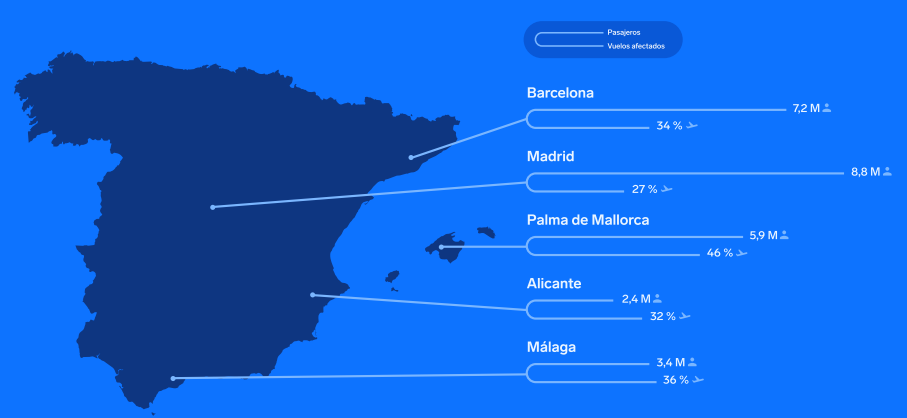 Pasajeros
Vuelos afectados
Barcelona
7,2 M
34 %
Madrid
8,8 M
27 %
Palma de Mallorca
5,9 M
46 %
Alicante
2,4 M
32 %
Málaga
3,4 M
36 %